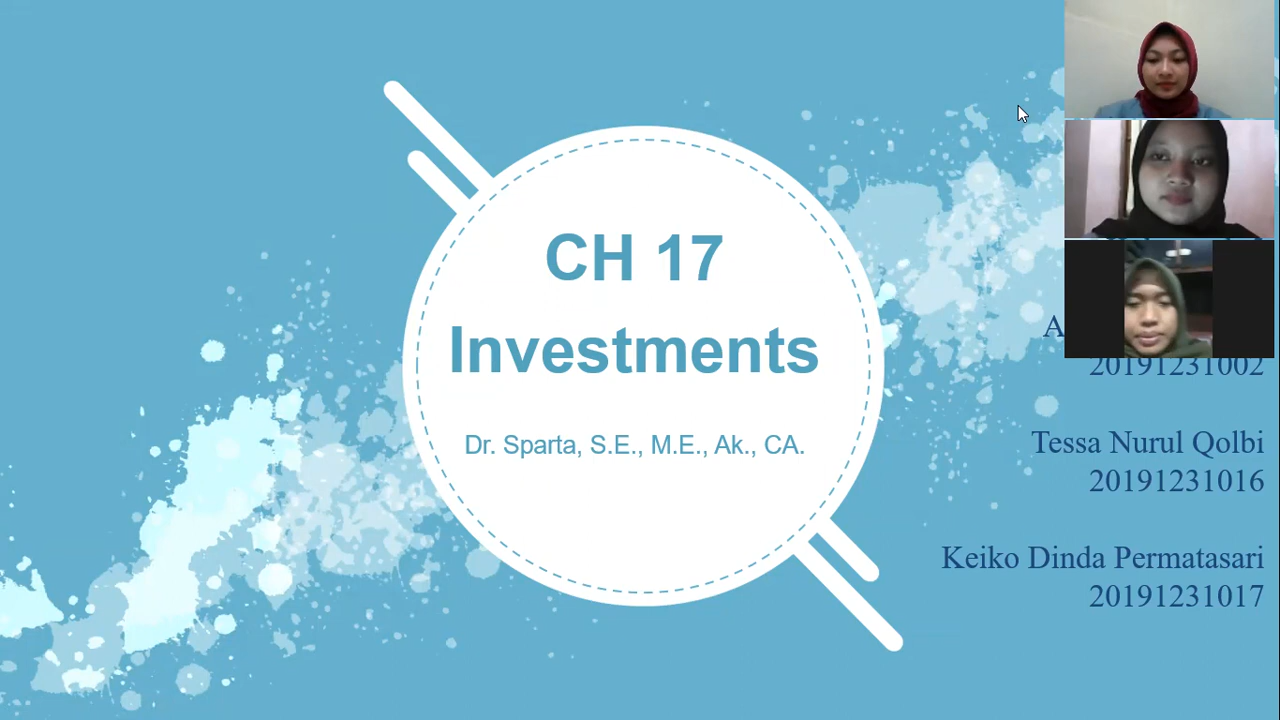 CH 17
Investments
Dr. Sparta, S.E., M.E., Ak., CA.
20191231002
Tessa Nurul Qolbi
20191231016
Keiko Dinda Permatasari
20191231017